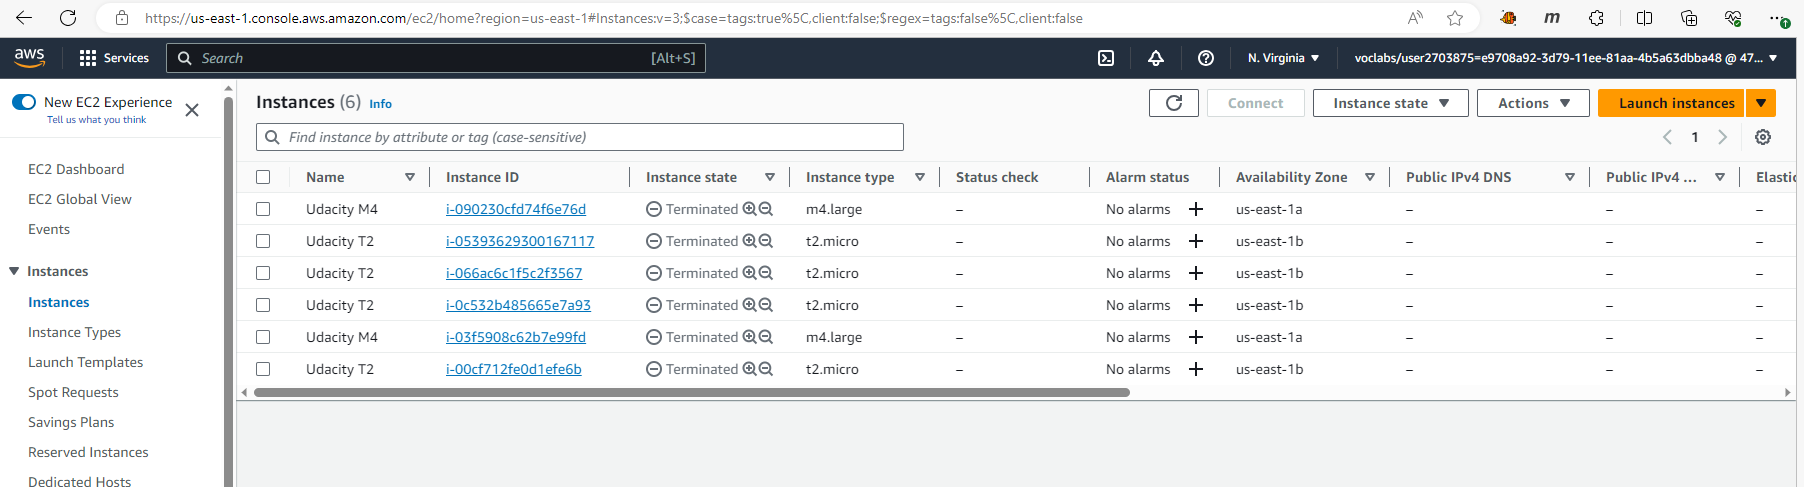 https://us-east-1.console.aws.amazon.com/ec2/home?region=us-east-1#Instances:v=3;$case=tags:true%5C,client:false;$regex=tags:false%5C,client:false
aws Services Search [Alt+S] N. Virginia voclabs/user2703875=e9708a92-3d79-11ee-81aa-4b5a63dbba48 @ 47...
New EC2 Experience
Tell us what you think
EC2 Dashboard
EC2 Global View
Events
Instances
Instances
Instance Types
Launch Templates
Spot Requests
Savings Plans
Reserved Instances
Dedicated Hosts
Instances (6) Info
Connect Instance state Actions Launch instances
Find instance by attribute or tag (case-sensitive) 1
Name Instance ID Instance state Instance type Status check Alarm status Availability Zone Public IPv4 DNS Public IPv4 ... Elastic
Udacity M4 i-090230cfd74f6e76d Terminated m4.large – No alarms + us-east-1a – – –
Udacity T2 i-05393629300167117 Terminated t2.micro – No alarms + us-east-1b – – –
Udacity T2 i-066ac6c1f5c2f3567 Terminated t2.micro – No alarms + us-east-1b – – –
Udacity T2 i-0c532b485665e7a93 Terminated t2.micro – No alarms + us-east-1b – – –
Udacity M4 i-03f5908c62b7e99fd Terminated m4.large – No alarms + us-east-1a – – –
Udacity T2 i-00cf712fe0d1efe6b Terminated t2.micro – No alarms + us-east-1b – – –